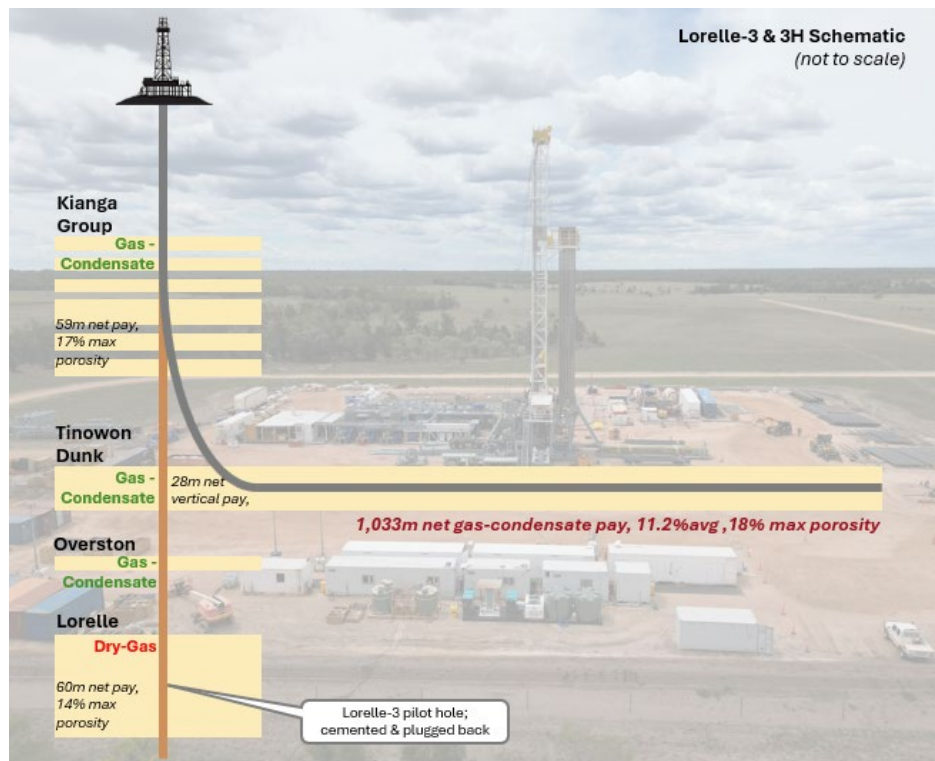 Lorelle-3 & 3H Schematic
(not to scale)
Kianga
Group
Gas -
Condensate
59m net pay,
17% max
porosity
Tinowon
Dunk
Gas -
Condensate
28m net
vertical pay,
1,033m net gas-condensate pay, 11.2%avg ,18% max porosity
Overston
Gas -
Condensate
Lorelle
Dry-Gas
60m net pay,
14% max
porosity
Lorelle-3 pilot hole;
cemented & plugged back